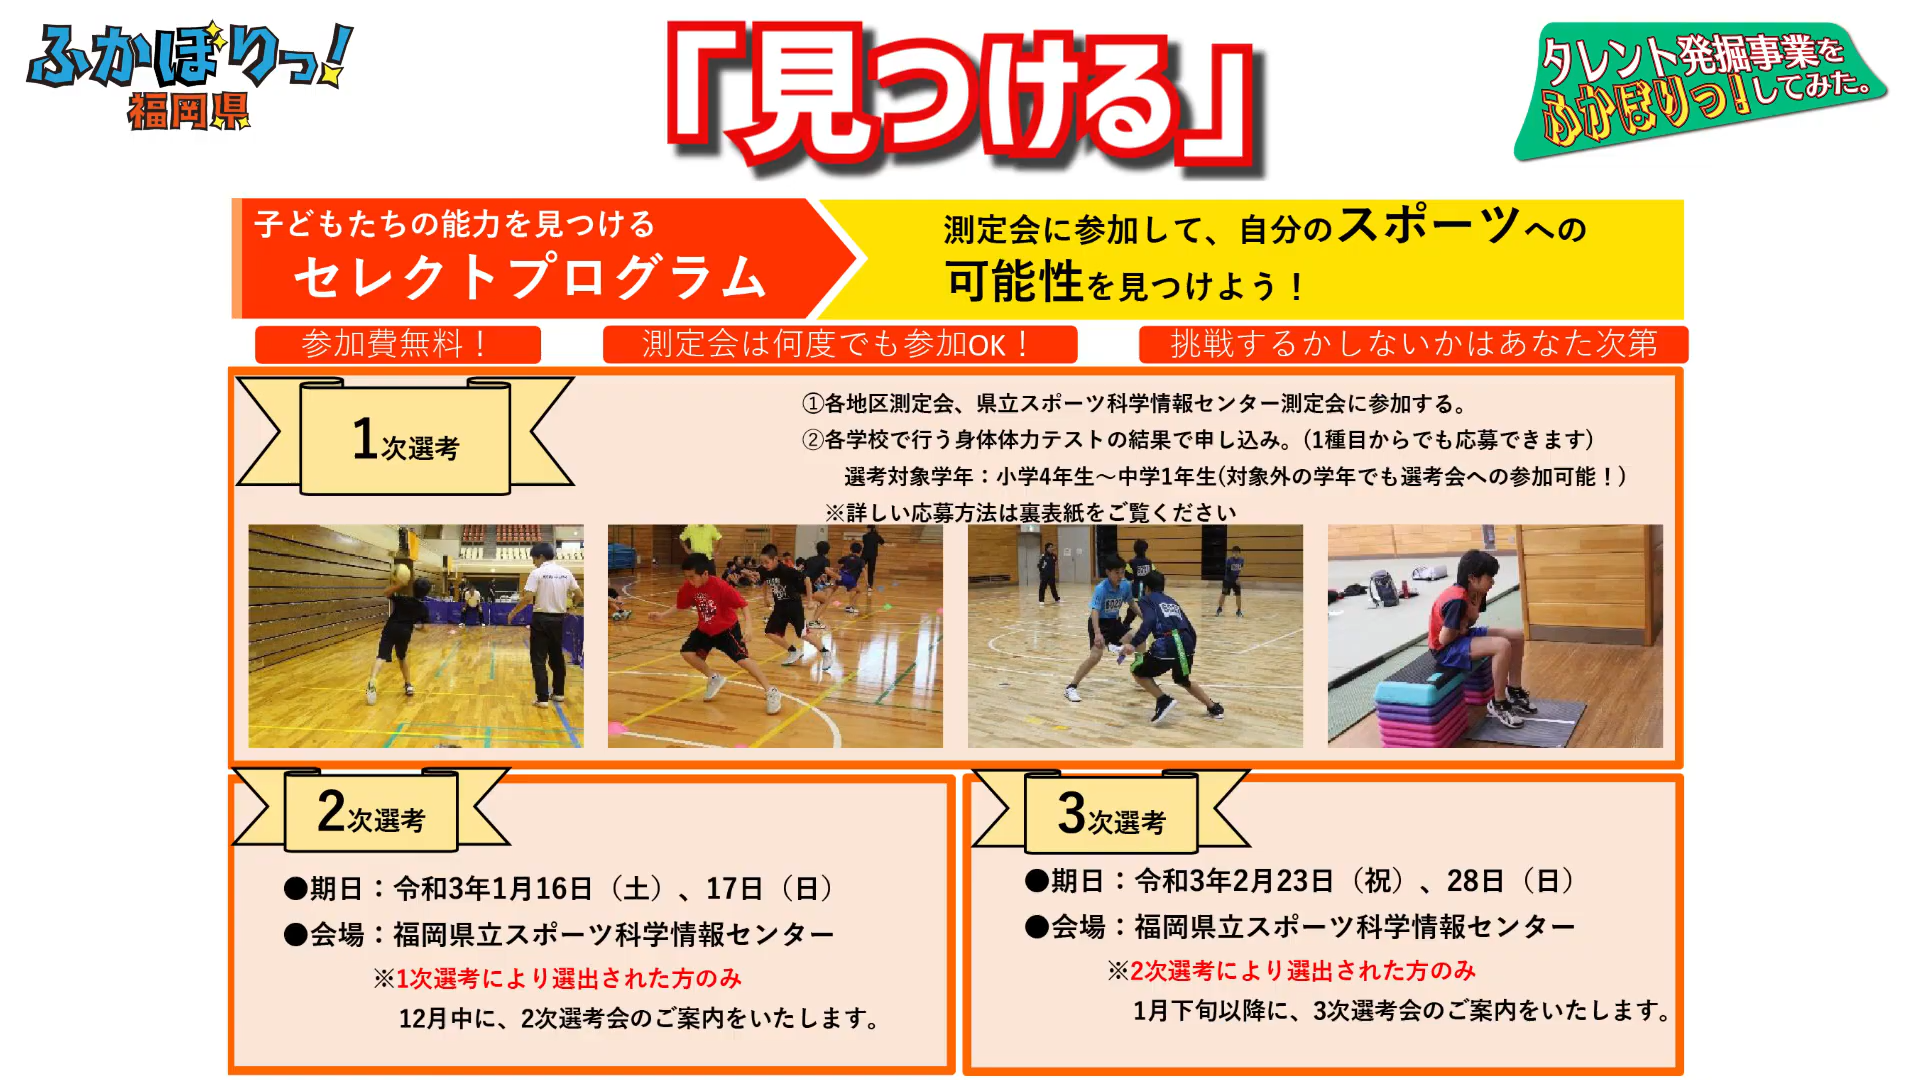 ふかぼりっ!
福岡県
「見つける」
タレント発掘事業を
ふかぼりっ!してみた。
子どもたちの能力を見つける
セレクトプログラム
測定会に参加して、自分のスポーツへの
可能性を見つけよう！
参加費無料！
測定会は何度でも参加OK！
挑戦するかしないかはあなた次第
1次選考
①各地区測定会、県立スポーツ科学情報センター測定会に参加する。
②各学校で行う身体体力テストの結果で申し込み。(1種目からでも応募できます)
選考対象学年：小学4年生～中学1年生(対象外の学年でも選考会への参加可能！)
※詳しい応募方法は裏表紙をご覧ください
2次選考
●期日：令和3年1月16日（土）、17日（日）
●会場：福岡県立スポーツ科学情報センター
※1次選考により選出された方のみ
12月中に、2次選考会のご案内をいたします。
3次選考
●期日：令和3年2月23日（祝）、28日（日）
●会場：福岡県立スポーツ科学情報センター
※2次選考により選出された方のみ
1月下旬以降に、3次選考会のご案内をいたします。